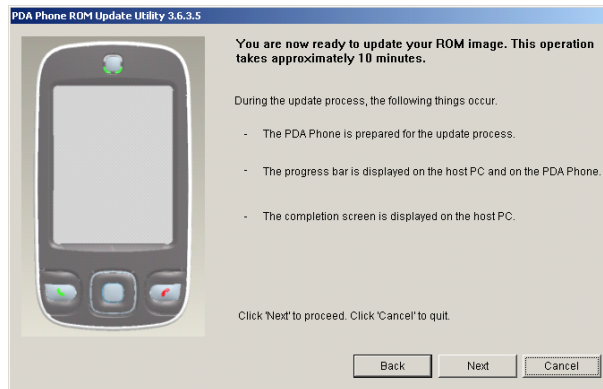 PDA Phone ROM Update Utility 3.6.3.5
You are now ready to update your ROM image. This operation
takes approximately 10 minutes.
During the update process, the following things occur.
- The PDA Phone is prepared for the update process.
- The progress bar is displayed on the host PC and on the PDA Phone.
- The completion screen is displayed on the host PC.
Click 'Next' to proceed. Click 'Cancel' to quit.
Back Next Cancel